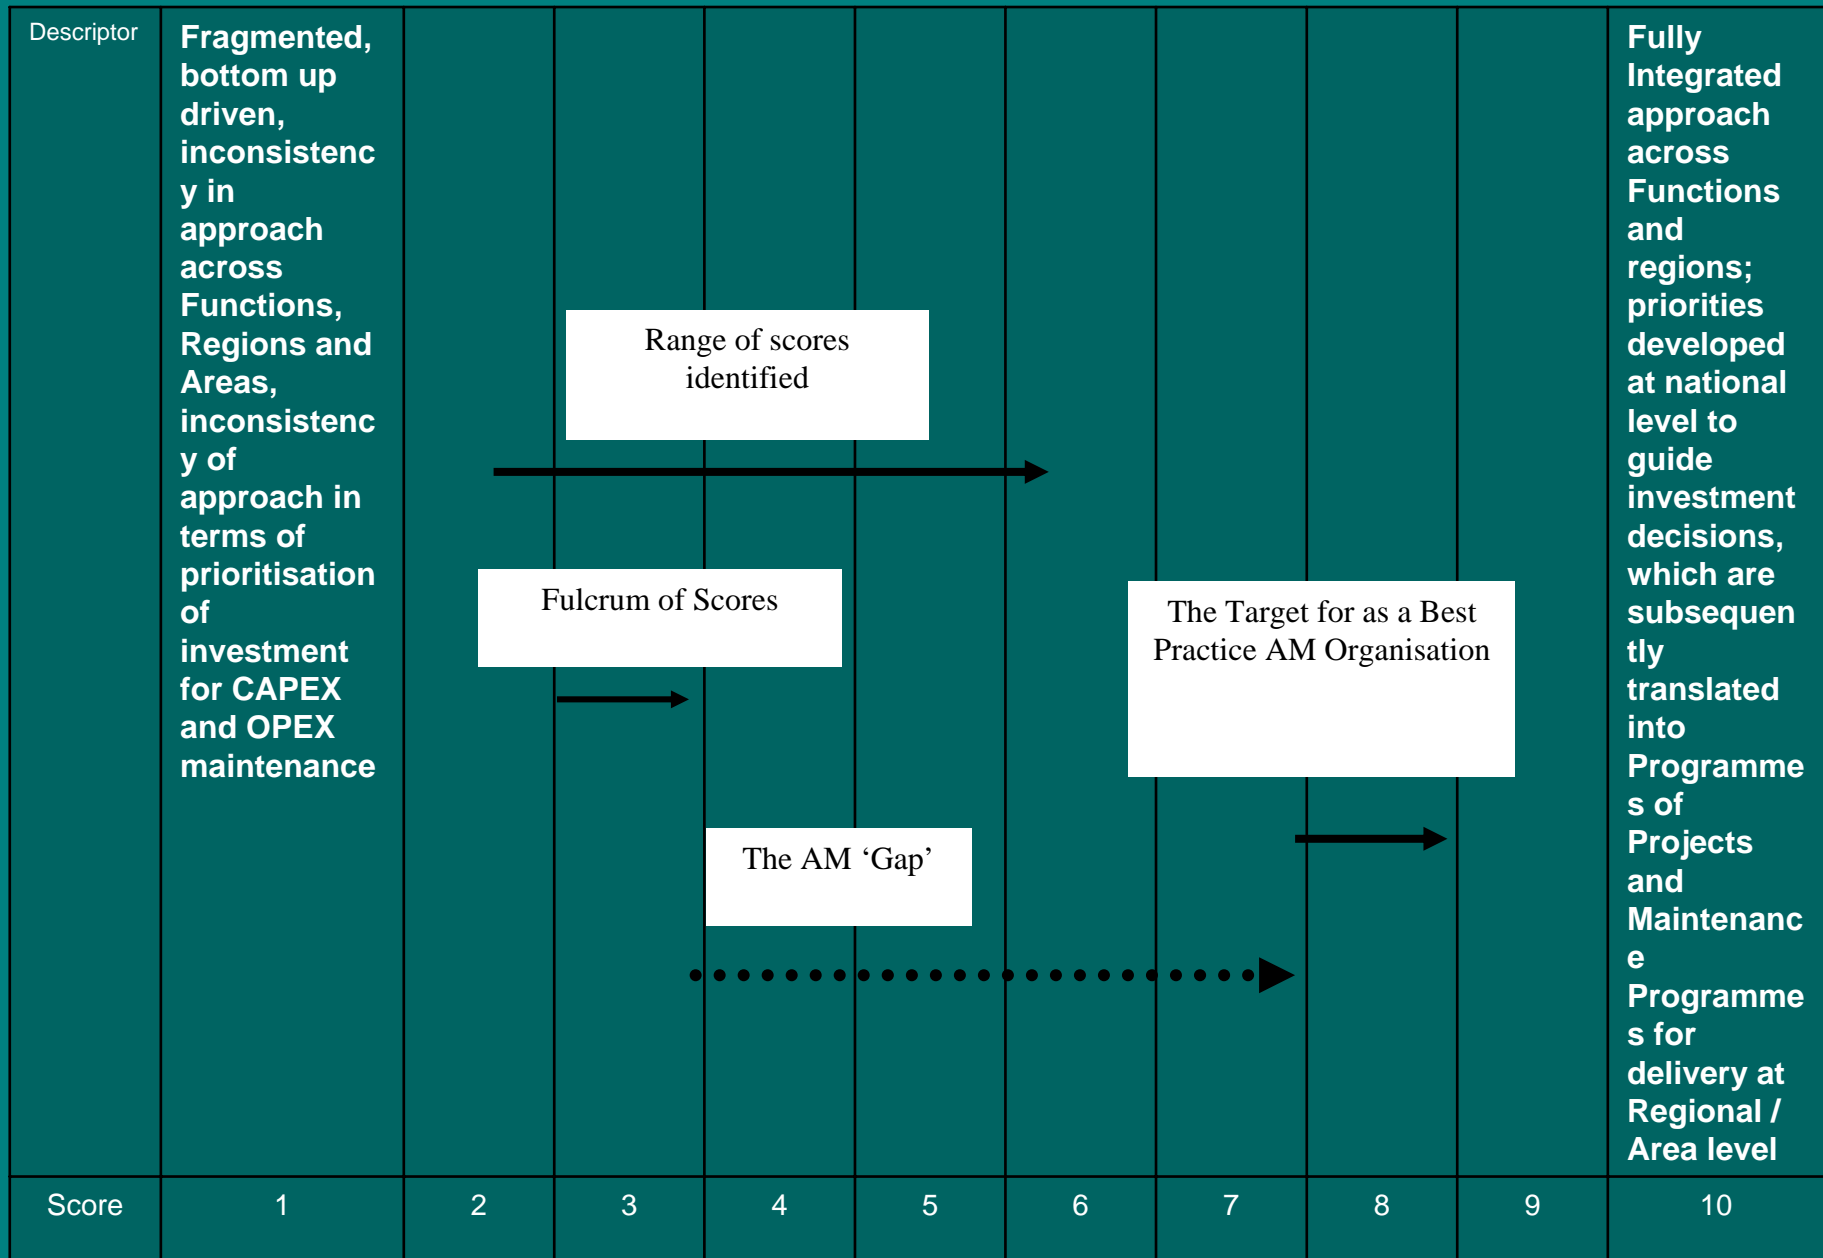 Descriptor
Fragmented,
bottom up
driven,
inconsistenc
y in
approach
across
Functions,
Regions and
Areas,
inconsistenc
y of
approach in
terms of
prioritisation
of
investment
for CAPEX
and OPEX
maintenance
Range of scores
identified
Fulcrum of Scores
The AM ‘Gap’
The Target for as a Best
Practice AM Organisation
Fully
Integrated
approach
across
Functions
and
regions;
priorities
developed
at national
level to
guide
investment
decisions,
which are
subsequen
tly
translated
into
Programme
s of
Projects
and
Maintenanc
e
Programme
s for
delivery at
Regional /
Area level
Score 1 2 3 4 5 6 7 8 9 10